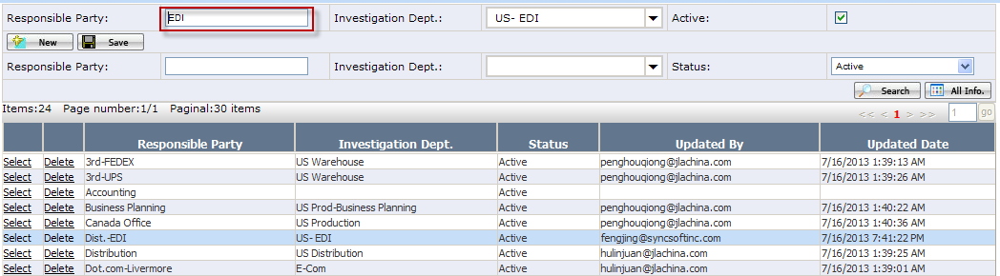 Responsible Party: EDI Investigation Dept.: US- EDI Active:
New Save
Responsible Party: Investigation Dept.: Status: Active
Search All Info.
Items:24 Page number:1/1 Paginal:30 items << < 1 > >> 1 go
Responsible Party Investigation Dept. Status Updated By Updated Date
Select Delete 3rd-FEDEX US Warehouse Active penghouqiong@jlachina.com 7/16/2013 1:39:13 AM
Select Delete 3rd-UPS US Warehouse Active penghouqiong@jlachina.com 7/16/2013 1:39:26 AM
Select Delete Accounting Active
Select Delete Business Planning US Prod-Business Planning Active penghouqiong@jlachina.com 7/16/2013 1:40:22 AM
Select Delete Canada Office US Production Active penghouqiong@jlachina.com 7/16/2013 1:40:36 AM
Select Delete Dist.-EDI US- EDI Active fengjing@syncsoftinc.com 7/16/2013 7:41:22 PM
Select Delete Distribution US Distribution Active hulinjuan@jlachina.com 7/16/2013 1:39:25 AM
Select Delete Dot.com-Livermore E-Com Active hulinjuan@jlachina.com 7/16/2013 1:39:01 AM